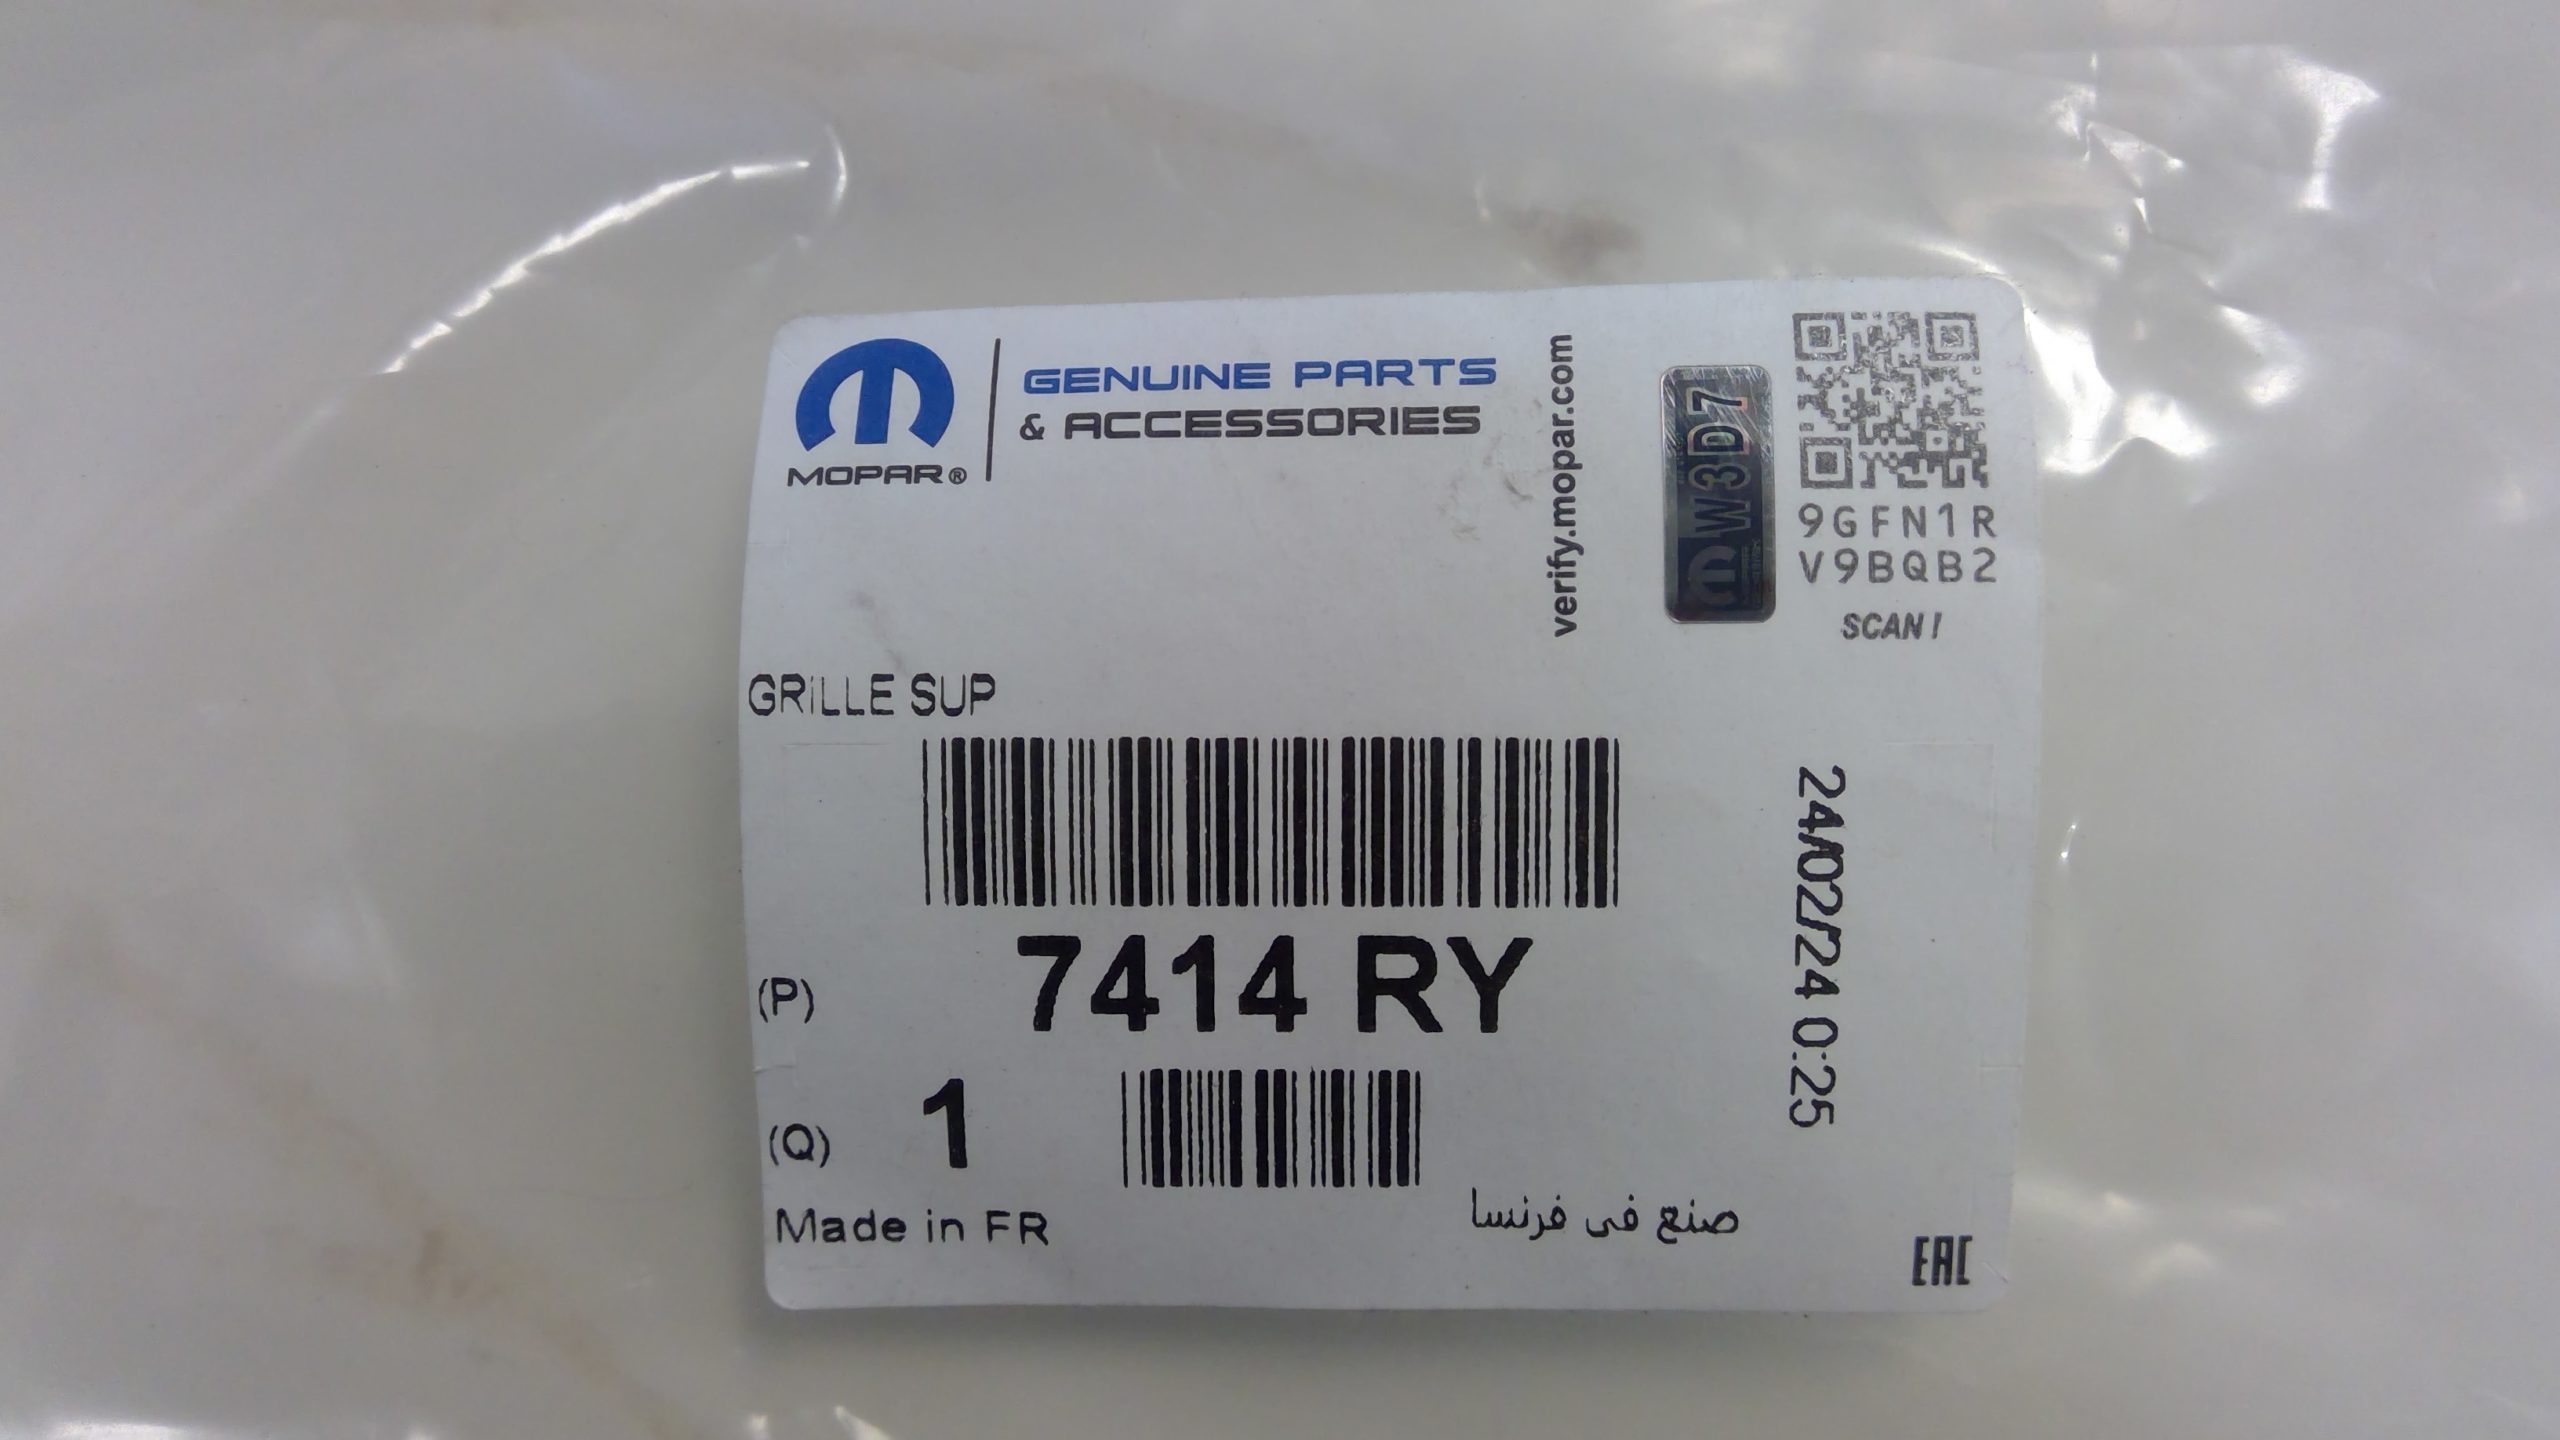 MOPAR®
GENUINE PARTS
& ACCESSORIES
verify.mopar.com
W3D7
9GFN1R
V9BQB2
SCAN!
GRILLE SUP
(P) 7414 RY
(Q) 1
24/02/24 0:25
Made in FR
صنع فى فرنسا
EAC